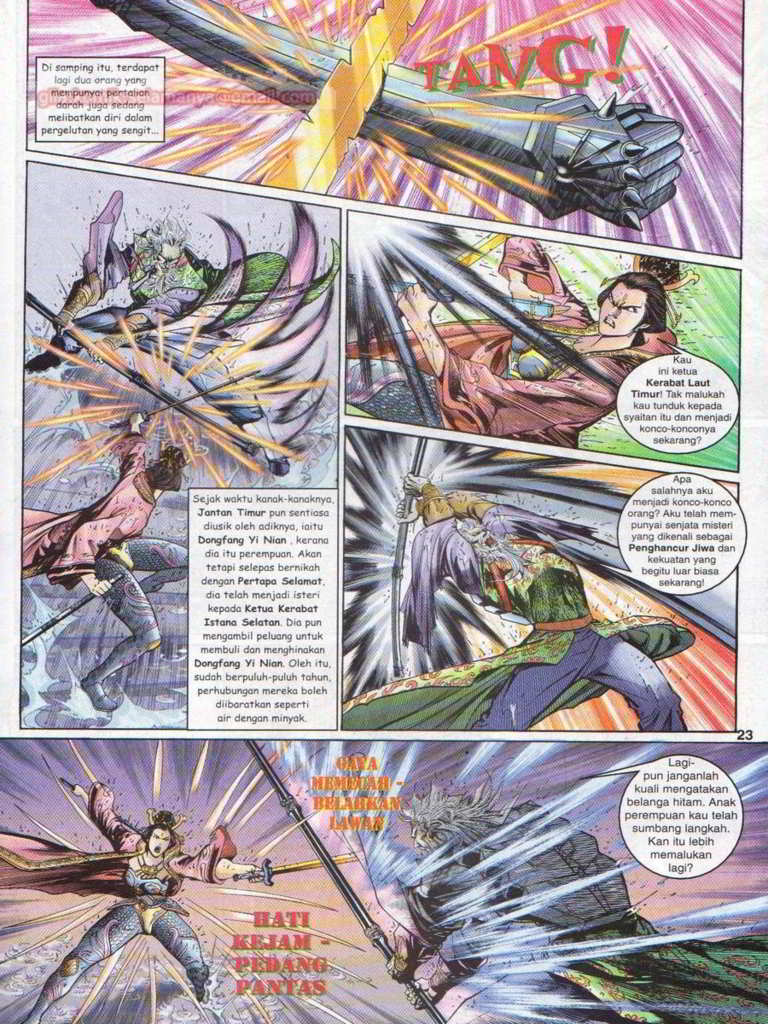 TANG!
Di samping itu, terdapat
lagi dua orang yang
mempunyai pertalian
darah juga sedang
melibatkan diri dalam
pergelutan yang sengit...
Kau
ini ketua
Kerabat Laut
Timur! Tak malukah
kau tunduk kepada
syaitan itu dan menjadi
konco-konconya
sekarang?
Sejak waktu kanak-kanaknya,
Jantan Timur pun sentiasa
diusik oleh adiknya, iaitu
Dongfang Yi Nian , kerana
dia itu perempuan. Akan
tetapi selepas bernikah
dengan Pertapa Selamat,
dia telah menjadi isteri
kepada Ketua Kerabat
Istana Selatan. Dia pun
mengambil peluang untuk
membuli dan menghinakan
Dongfang Yi Nian. Oleh itu,
sudah berpuluh-puluh tahun,
perhubungan mereka boleh
diibaratkan seperti
air dengan minyak.
Apa
salahnya aku
menjadi konco-konco
orang? Aku telah mem-
punyai senjata misteri
yang dikenali sebagai
Penghancur Jiwa dan
kekuatan yang
begitu luar biasa
sekarang!
23
GAYA
MEMECAH -
BELAHKAN
LAWAN
Lagi-
pun janganlah
kuali mengatakan
belanga hitam. Anak
perempuan kau telah
sumbang langkah.
Kan itu lebih
memalukan
lagi?
HATI
KEJAM -
PEDANG
PANTAS